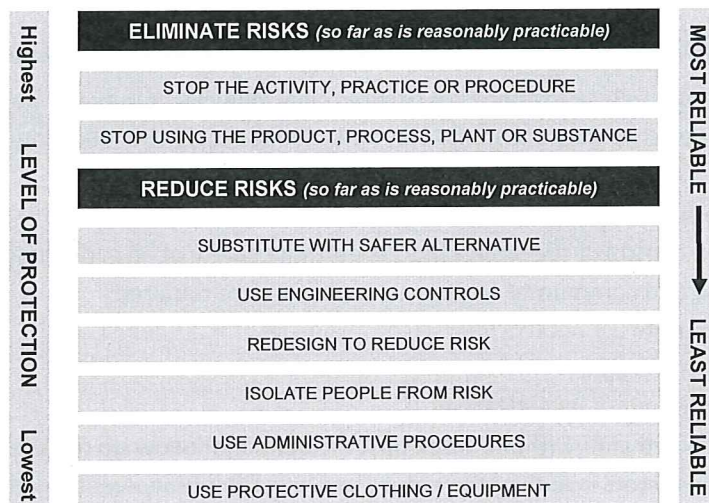 ELIMINATE RISKS (so far as is reasonably practicable)
STOP THE ACTIVITY, PRACTICE OR PROCEDURE
STOP USING THE PRODUCT, PROCESS, PLANT OR SUBSTANCE
REDUCE RISKS (so far as is reasonably practicable)
SUBSTITUTE WITH SAFER ALTERNATIVE
USE ENGINEERING CONTROLS
REDESIGN TO REDUCE RISK
ISOLATE PEOPLE FROM RISK
USE ADMINISTRATIVE PROCEDURES
USE PROTECTIVE CLOTHING / EQUIPMENT
Highest LEVEL OF PROTECTION Lowest
MOST RELIABLE LEAST RELIABLE